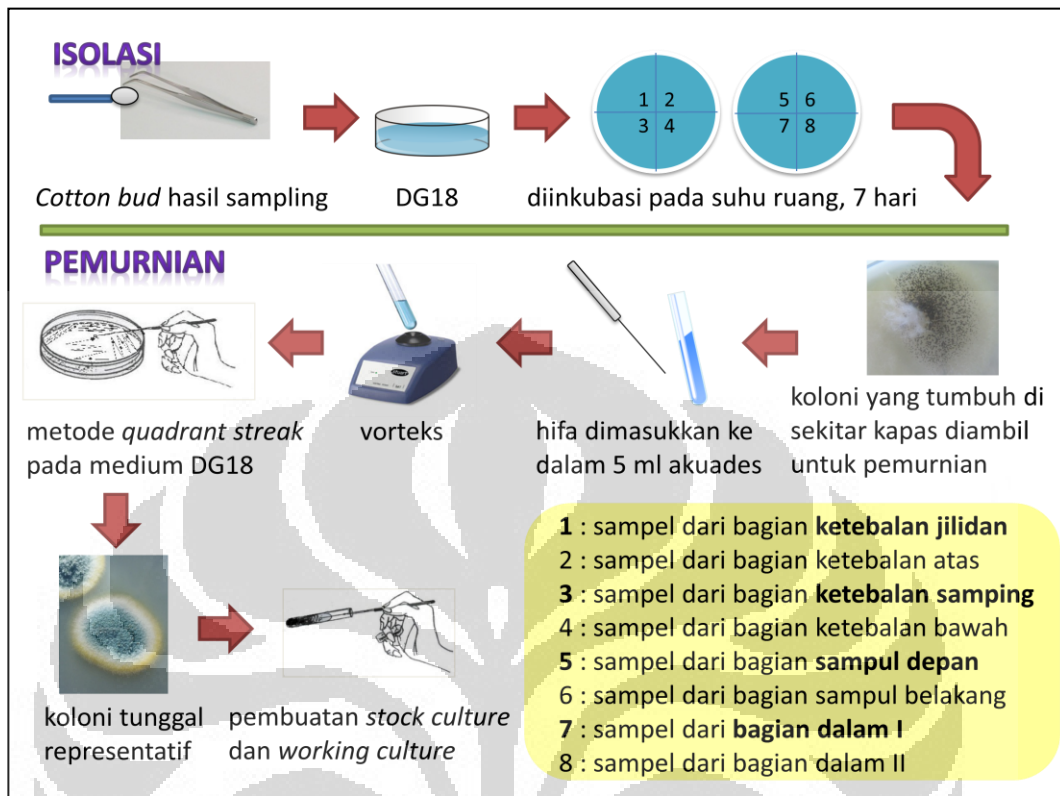 ISOLASI
1 2
3 4
5 6
7 8
Cotton bud hasil sampling
DG18
diinkubasi pada suhu ruang, 7 hari
PEMURNIAN
metode quadrant streak
pada medium DG18
vorteks
hifa dimasukkan ke
dalam 5 ml akuades
koloni yang tumbuh di
sekitar kapas diambil
untuk pemurnian
koloni tunggal
representatif
pembuatan stock culture
dan working culture
1 : sampel dari bagian ketebalan jilidan
2 : sampel dari bagian ketebalan atas
3 : sampel dari bagian ketebalan samping
4 : sampel dari bagian ketebalan bawah
5 : sampel dari bagian sampul depan
6 : sampel dari bagian sampul belakang
7 : sampel dari bagian dalam I
8 : sampel dari bagian dalam II